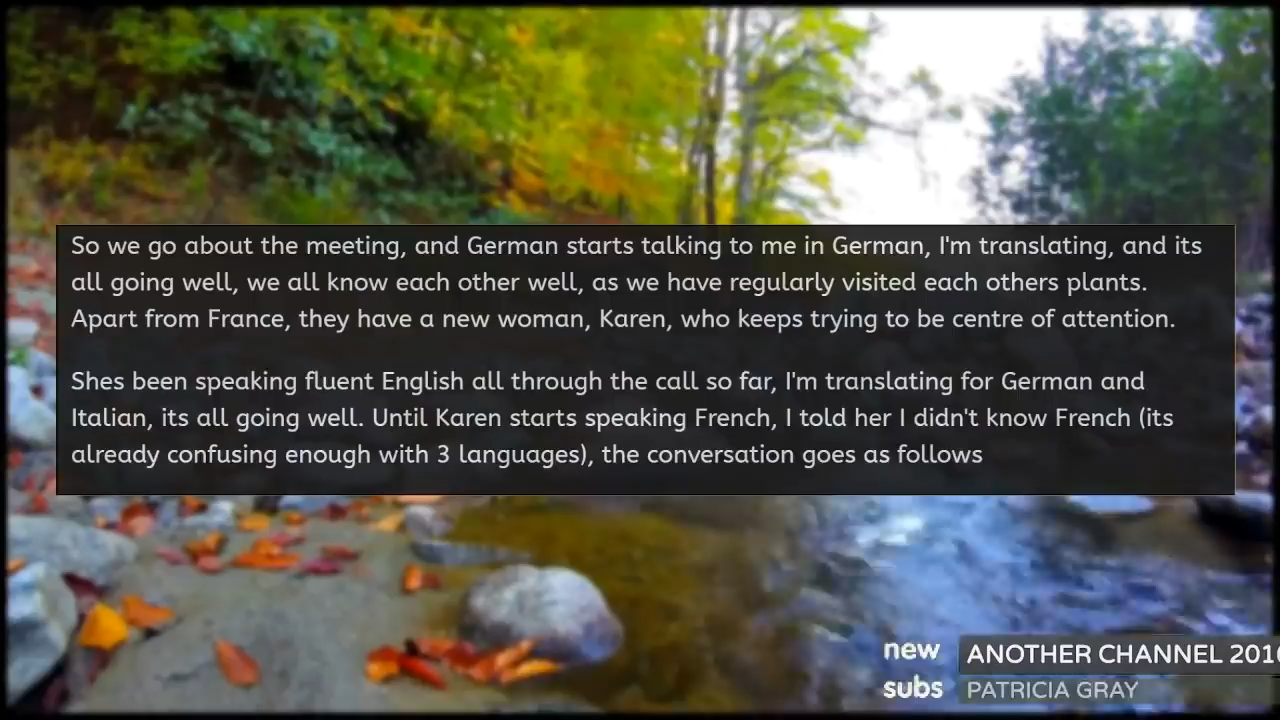 So we go about the meeting, and German starts talking to me in German, I'm translating, and its
all going well, we all know each other well, as we have regularly visited each others plants.
Apart from France, they have a new woman, Karen, who keeps trying to be centre of attention.
Shes been speaking fluent English all through the call so far, I'm translating for German and
Italian, its all going well. Until Karen starts speaking French, I told her I didn't know French (its
already confusing enough with 3 languages), the conversation goes as follows
new
subs
ANOTHER CHANNEL
PATRICIA GRAY